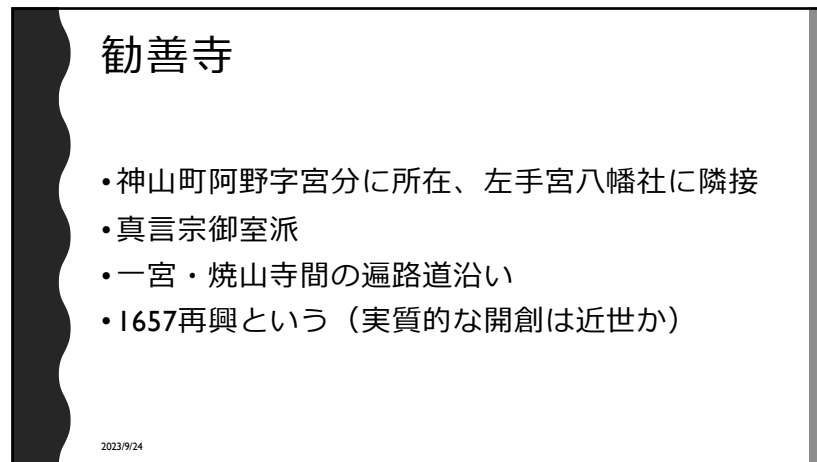 勧善寺
•神山町阿野字宮分に所在、左手宮八幡社に隣接
•真言宗御室派
•一宮・焼山寺間の遍路道沿い
•1657再興という（実質的な開創は近世か）
2023/9/24